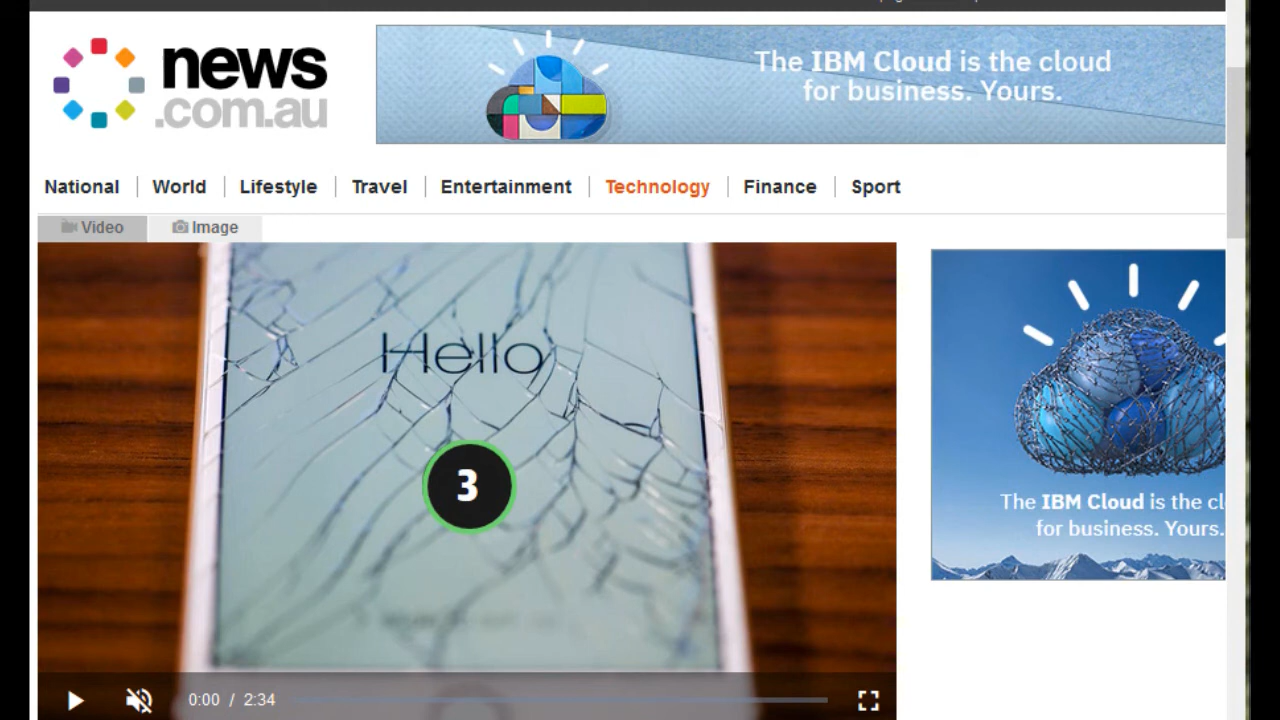 news
.com.au
The IBM Cloud is the cloud
for business. Yours.
National
World
Lifestyle
Travel
Entertainment
Technology
Finance
Sport
Video
Image
Hello
3
The IBM Cloud is the cl
for business. Yours.
0:00 / 2:34